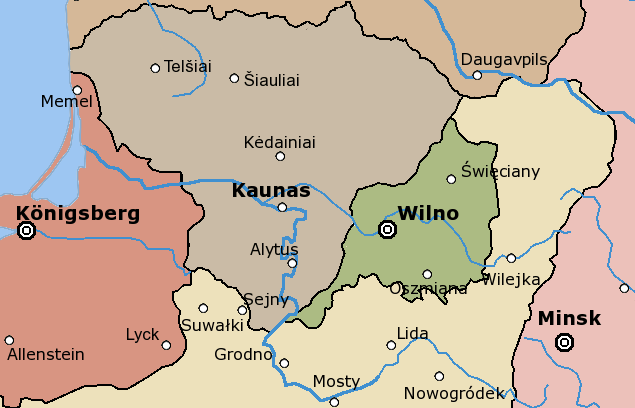 Daugavpils
Telšiai
Šiauliai
Memel
Kėdainiai
Święciany
Kaunas
Königsberg
Wilno
Alytus
Wilejka
Oszmiana
Sejny
Suwałki
Minsk
Lyck
Lida
Allenstein
Grodno
Mosty
Nowogródek